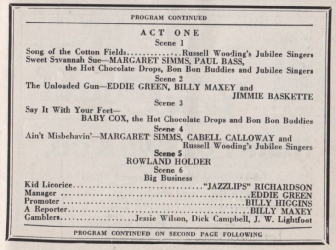 PROGRAM CONTINUED
ACT ONE
Scene 1
Song of the Cotton Fields..............Russell Wooding's Jubilee Singers
Sweet Savannah Sue—MARGARET SIMMS, PAUL BASS,
the Hot Chocolate Drops, Bon Bon Buddies and Jubilee Singers
Scene 2
The Unloaded Gun—EDDIE GREEN, BILLY MAXEY and
JIMMIE BASKETTE
Scene 3
Say It With Your Feet—
BABY COX, the Hot Chocolate Drops and Bon Bon Buddies
Scene 4
Ain't Misbehavin'—MARGARET SIMMS, CABELL CALLOWAY and
Russell Wooding's Jubilee Singers
Scene 5
ROWLAND HOLDER
Scene 6
Big Business
Kid Licorice..............................."JAZZLIPS" RICHARDSON
Manager ..............................................EDDIE GREEN
Promoter .............................................BILLY HIGGINS
A Reporter............................................BILLY MAXEY
Gamblers..............Jessie Wilson, Dick Campbell, J. W. Lightfoot
PROGRAM CONTINUED ON SECOND PAGE FOLLOWING